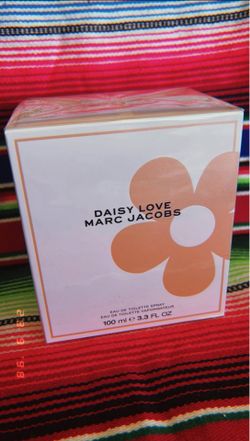 DAISY LOVE
MARC JACOBS
EAU DE TOILETTE SPRAY
EAU DE TOILETTE VAPORISATEUR
100 ml ℮ 3.3 FL OZ